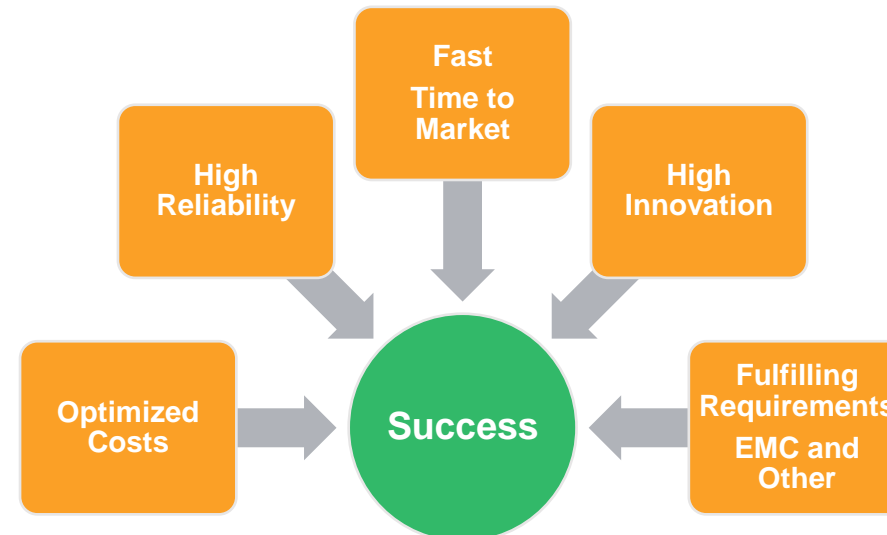 Fast
Time to
Market
High
Reliability
High
Innovation
Optimized
Costs
Success
Fulfilling
Requirements
EMC and
Other